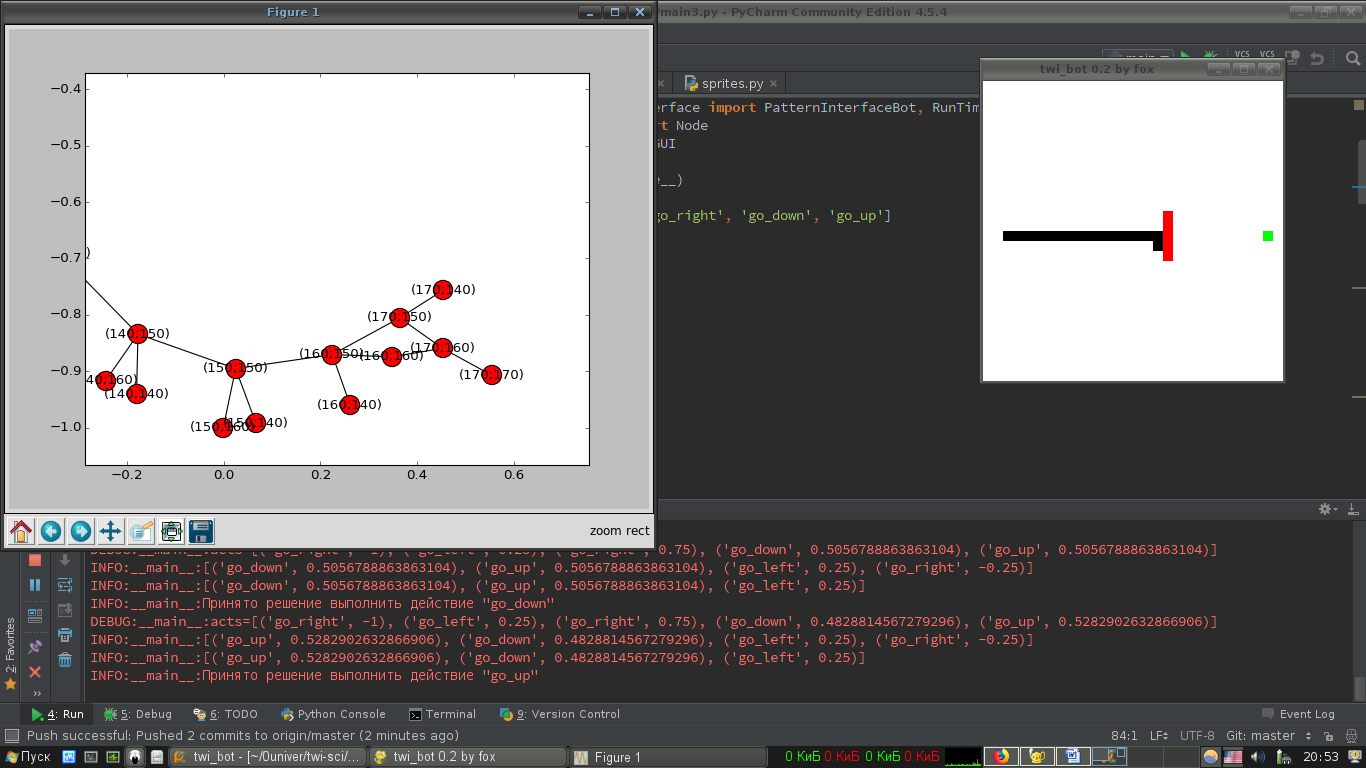 Figure 1
/main3.py - PyCharm Community Edition 4.5.4
VCS VCS
sprites.py
erface import PatternInterfaceBot, RunTim
rt Node
GUI
e__)
go_right', 'go_down', 'go_up']
twi_bot 0.2 by fox
−0.4
−0.5
−0.6
−0.7
−0.8
−0.9
−1.0
−0.2 0.0 0.2 0.4 0.6
)
(170;140)
(170;150)
(140;150)
(170;160)
(160;150)
(160;160)
(150;150)
(170;170)
40;160)
(140;140)
(160;140)
(150;160)
(150;140)
zoom rect
DEBUG:__main__:acts=[('go_right', -1), ('go_left', 0.25), ('go_right', 0.75), ('go_down', 0.5056788863863104), ('go_up', 0.5056788863863104)]
INFO:__main__:[('go_down', 0.5056788863863104), ('go_up', 0.5056788863863104), ('go_left', 0.25), ('go_right', -0.25)]
INFO:__main__:[('go_down', 0.5056788863863104), ('go_up', 0.5056788863863104), ('go_left', 0.25)]
INFO:__main__:Принято решение выполнить действие "go_down"
DEBUG:__main__:acts=[('go_right', -1), ('go_left', 0.25), ('go_right', 0.75), ('go_down', 0.4828814567279296), ('go_up', 0.5282902632866906)]
INFO:__main__:[('go_up', 0.5282902632866906), ('go_down', 0.4828814567279296), ('go_left', 0.25), ('go_right', -0.25)]
INFO:__main__:[('go_up', 0.5282902632866906), ('go_down', 0.4828814567279296), ('go_left', 0.25)]
INFO:__main__:Принято решение выполнить действие "go_up"
2: Favorites
4: Run 5: Debug 6: TODO Python Console Terminal 9: Version Control Event Log
Push successful: Pushed 2 commits to origin/master (2 minutes ago) 84:1 LF UTF-8 Git: master
Пуск twi_bot - [~/0univer/twi-sci/... twi_bot 0.2 by fox Figure 1 0 КиБ 0 КиБ 0 КиБ 0 КиБ 20:53